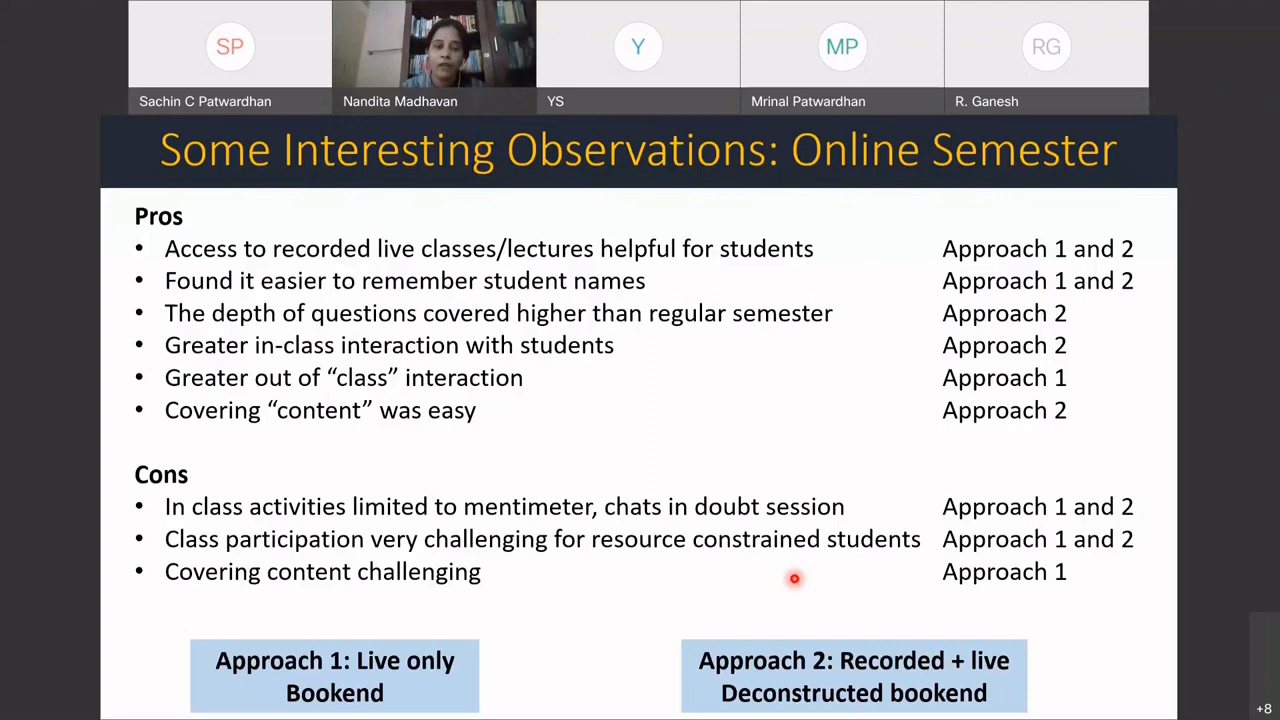 SP
Y
MP
RG
Sachin C Patwardhan
Nandita Madhavan
YS
Mrinal Patwardhan
R. Ganesh
Some Interesting Observations: Online Semester
Pros
• Access to recorded live classes/lectures helpful for students Approach 1 and 2
• Found it easier to remember student names Approach 1 and 2
• The depth of questions covered higher than regular semester Approach 2
• Greater in-class interaction with students Approach 2
• Greater out of “class” interaction Approach 1
• Covering “content” was easy Approach 2
Cons
• In class activities limited to mentimeter, chats in doubt session Approach 1 and 2
• Class participation very challenging for resource constrained students Approach 1 and 2
• Covering content challenging Approach 1
Approach 1: Live only
Bookend
Approach 2: Recorded + live
Deconstructed bookend
+8